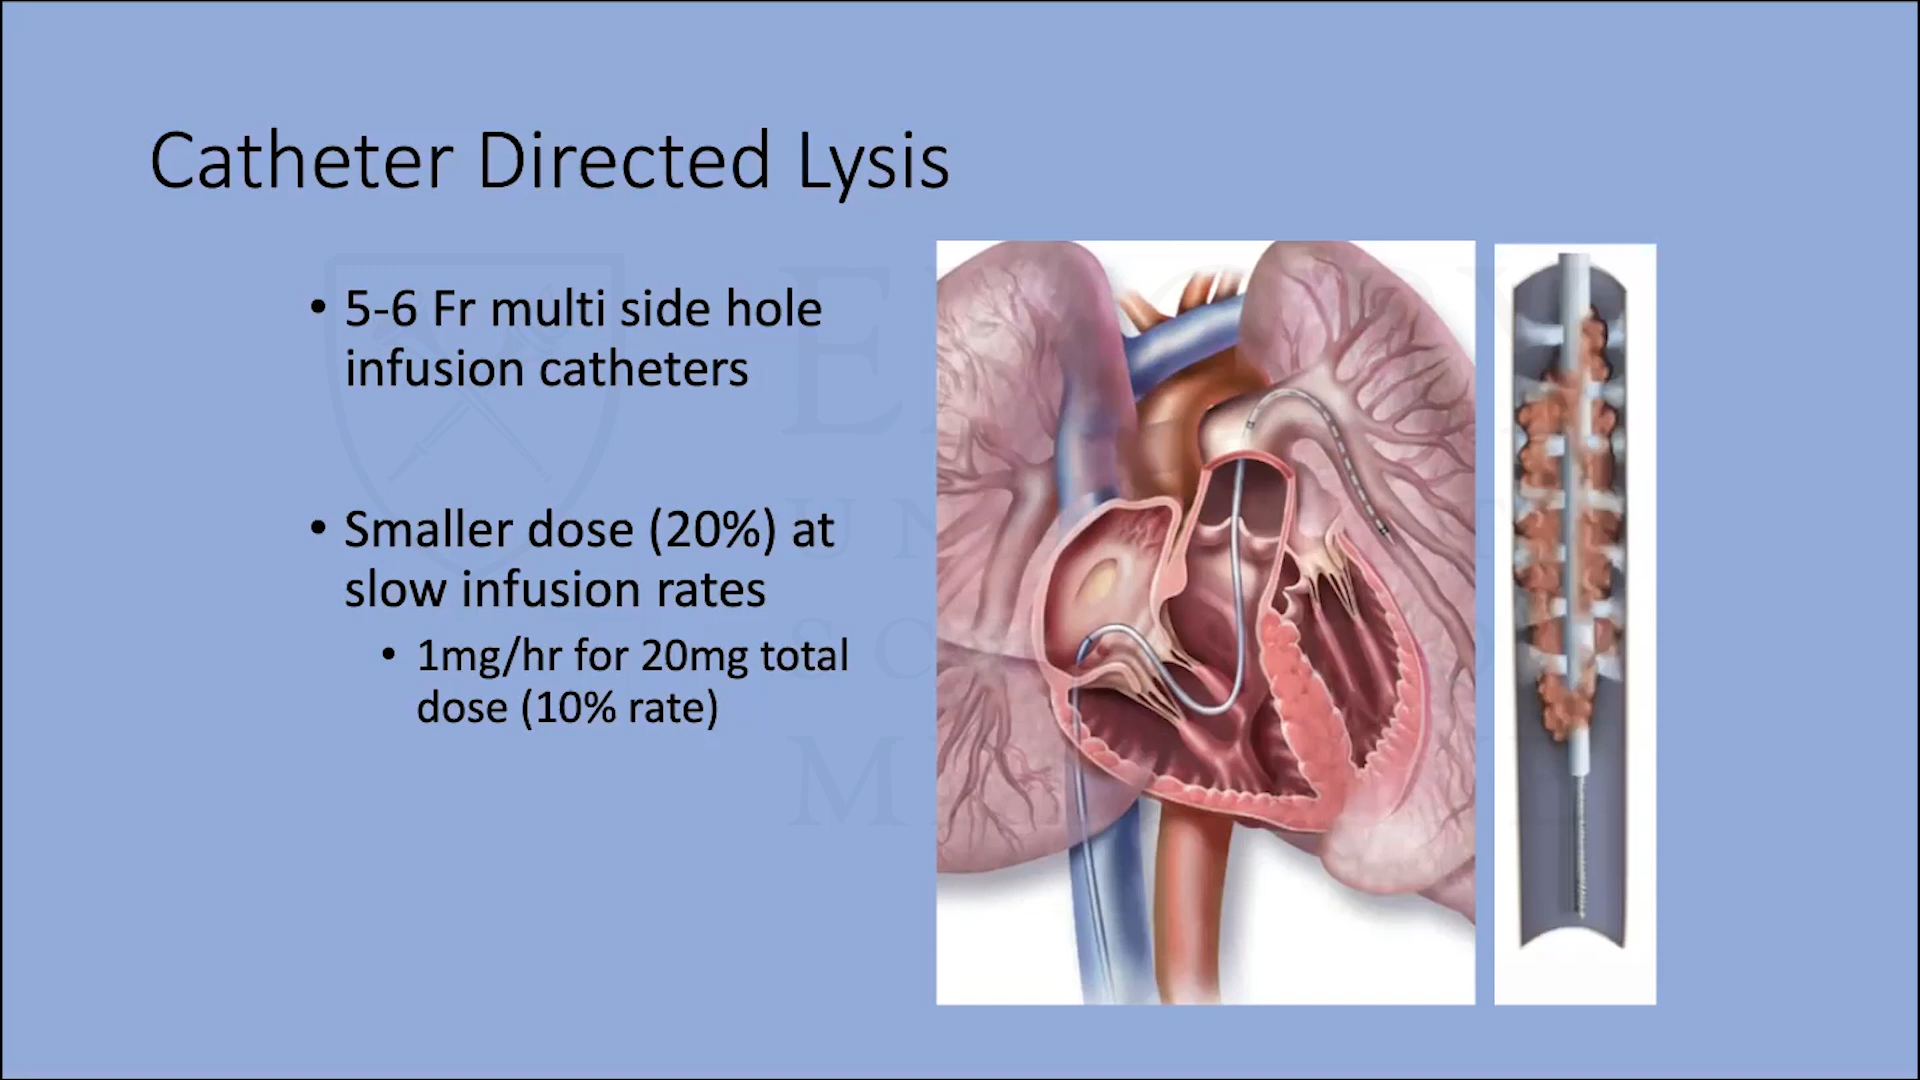 Catheter Directed Lysis
• 5-6 Fr multi side hole
infusion catheters
• Smaller dose (20%) at
slow infusion rates
• 1mg/hr for 20mg total
dose (10% rate)